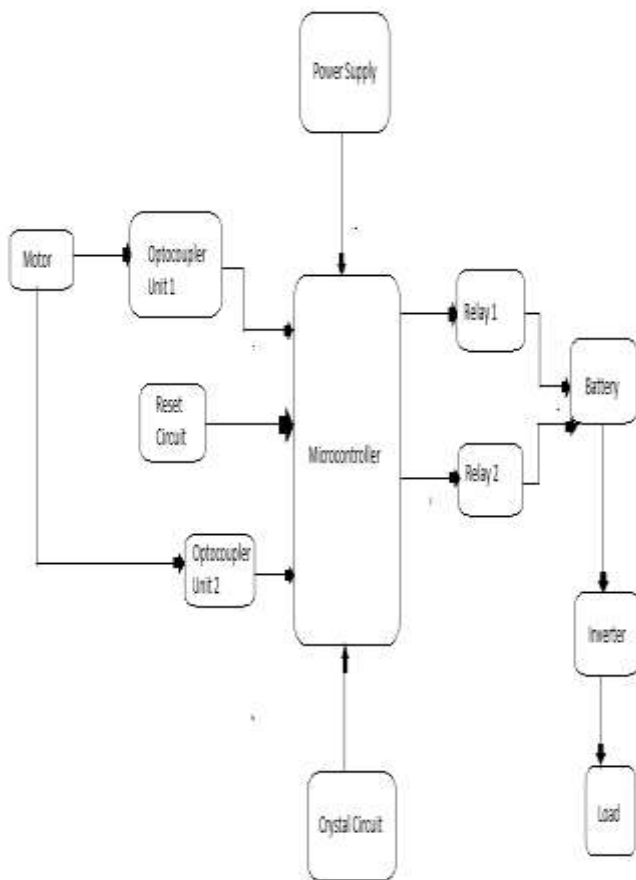 Power Supply
Motor
Optocoupler
Unit 1
Relay 1
Battery
Reset
Circuit
Microcontroller
Relay 2
Optocoupler
Unit 2
Inverter
Crystal Circuit
Load